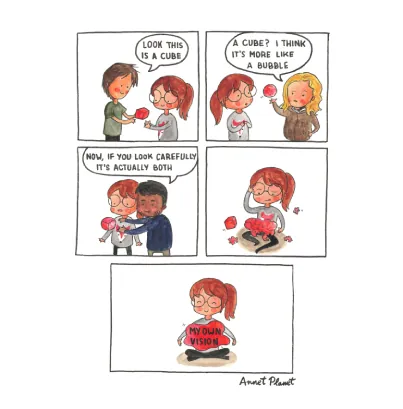 LOOK THIS
IS A CUBE
A CUBE? I THINK
IT'S MORE LIKE
A BUBBLE
NOW, IF YOU LOOK CAREFULLY
IT'S ACTUALLY BOTH
MY OWN
VISION
Annet Planet